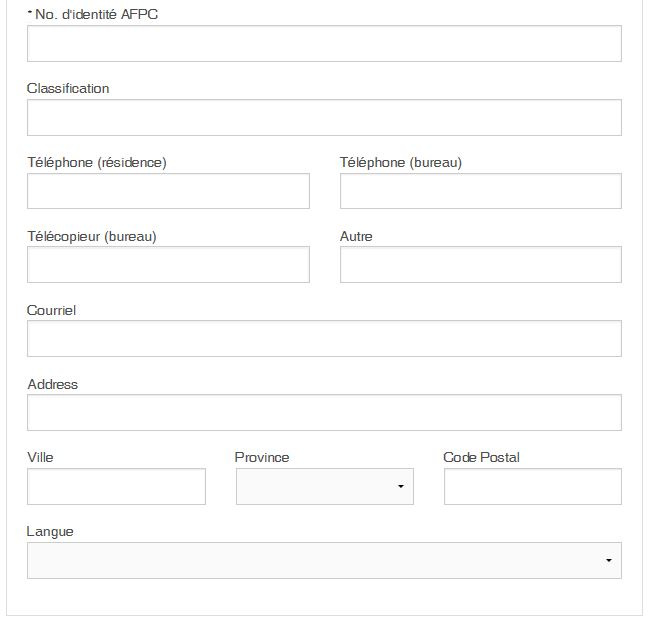 * No. d'identité AFPC
Classification
Téléphone (résidence) Téléphone (bureau)
Télécopieur (bureau) Autre
Courriel
Address
Ville Province Code Postal
Langue